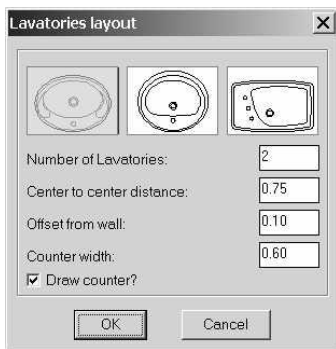 Lavatories layout
Number of Lavatories: 2
Center to center distance: 0.75
Offset from wall: 0.10
Counter width: 0.60
Draw counter?
OK Cancel